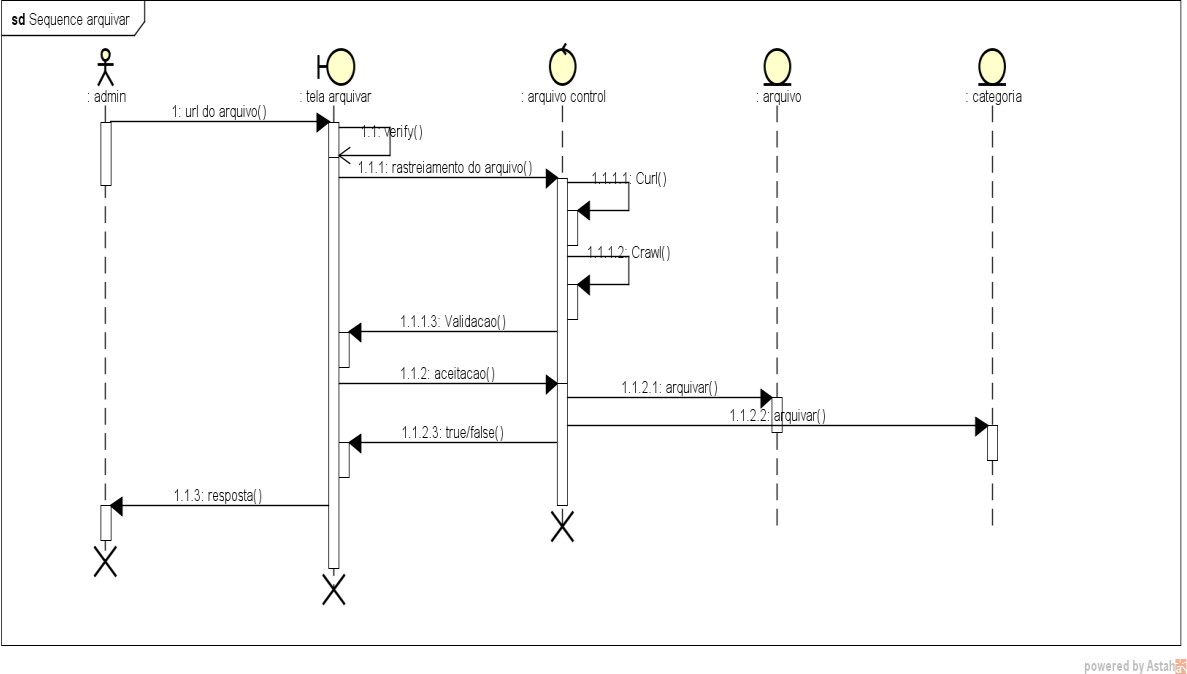 sd Sequence arquivar
: admin
: tela arquivar
: arquivo control
: arquivo
: categoria
1: url do arquivo()
1.1: verify()
1.1.1: rastreiamento do arquivo()
1.1.1.1: Curl()
1.1.1.2: Crawl()
1.1.1.3: Validacao()
1.1.2: aceitacao()
1.1.2.1: arquivar()
1.1.2.2: arquivar()
1.1.2.3: true/false()
1.1.3: resposta()
powered by Astah